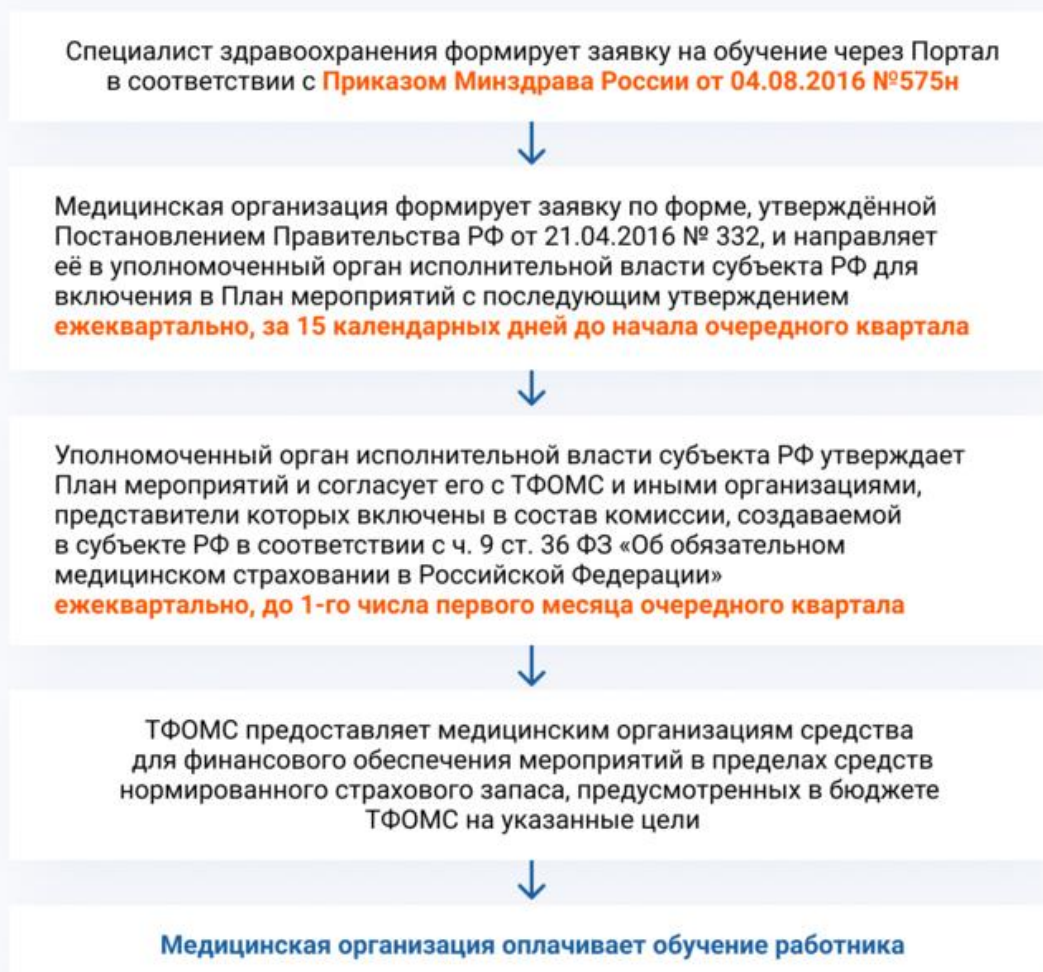 Специалист здравоохранения формирует заявку на обучение через Портал
в соответствии с Приказом Минздрава России от 04.08.2016 №575н
Медицинская организация формирует заявку по форме, утверждённой
Постановлением Правительства РФ от 21.04.2016 № 332, и направляет
её в уполномоченный орган исполнительной власти субъекта РФ для
включения в План мероприятий с последующим утверждением
ежеквартально, за 15 календарных дней до начала очередного квартала
Уполномоченный орган исполнительной власти субъекта РФ утверждает
План мероприятий и согласует его с ТФОМС и иными организациями,
представители которых включены в состав комиссии, создаваемой
в субъекте РФ в соответствии с ч. 9 ст. 36 ФЗ «Об обязательном
медицинском страховании в Российской Федерации»
ежеквартально, до 1-го числа первого месяца очередного квартала
ТФОМС предоставляет медицинским организациям средства
для финансового обеспечения мероприятий в пределах средств
нормированного страхового запаса, предусмотренных в бюджете
ТФОМС на указанные цели
Медицинская организация оплачивает обучение работника